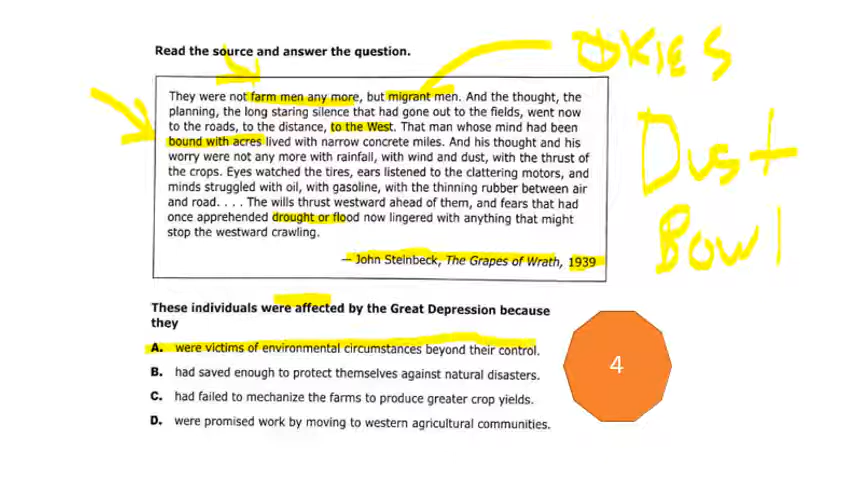 Read the source and answer the question.
OKIES
They were not farm men any more, but migrant men. And the thought, the
planning, the long staring silence that had gone out to the fields, went now
to the roads, to the distance, to the West. That man whose mind had been
bound with acres lived with narrow concrete miles. And his thought and his
worry were not any more with rainfall, with wind and dust, with the thrust of
the crops. Eyes watched the tires, ears listened to the clattering motors, and
minds struggled with oil, with gasoline, with the thinning rubber between air
and road. . . . The wills thrust westward ahead of them, and fears that had
once apprehended drought or flood now lingered with anything that might
stop the westward crawling.
— John Steinbeck, The Grapes of Wrath, 1939
Dust
Bowl
These individuals were affected by the Great Depression because
they
A. were victims of environmental circumstances beyond their control.
B. had saved enough to protect themselves against natural disasters.
C. had failed to mechanize the farms to produce greater crop yields.
D. were promised work by moving to western agricultural communities.
4